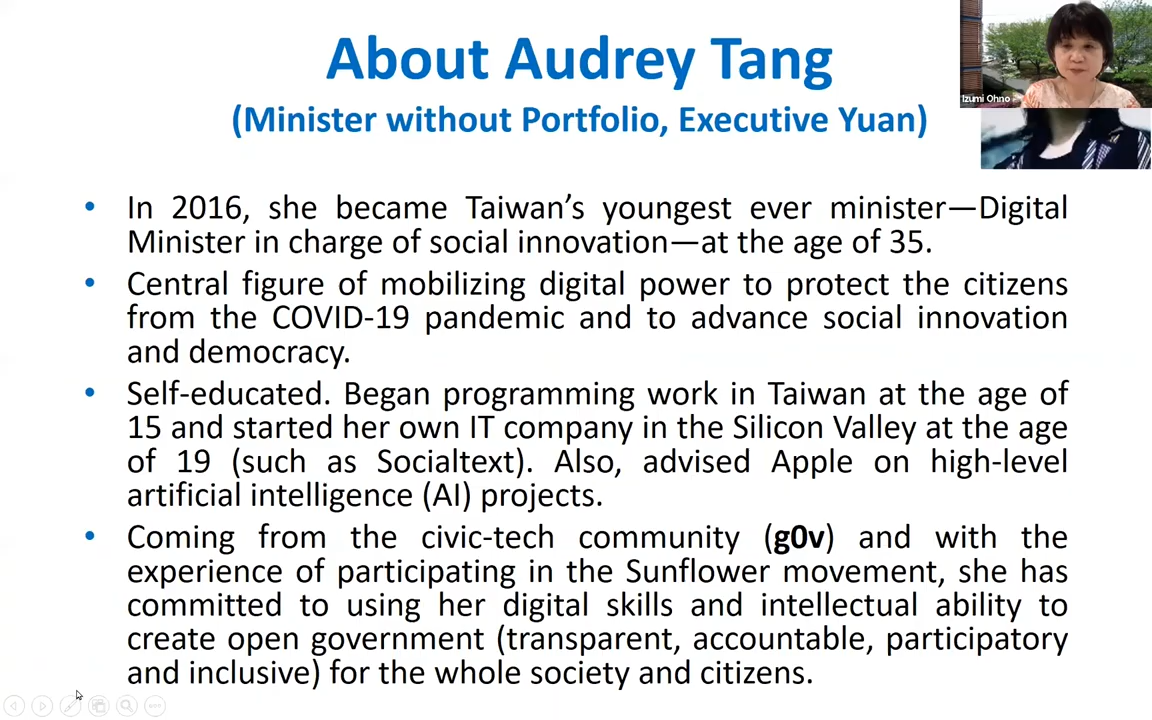 About Audrey Tang
(Minister without Portfolio, Executive Yuan)
Izumi Ohno
• In 2016, she became Taiwan’s youngest ever minister—Digital
Minister in charge of social innovation—at the age of 35.
• Central figure of mobilizing digital power to protect the citizens
from the COVID-19 pandemic and to advance social innovation
and democracy.
• Self-educated. Began programming work in Taiwan at the age of
15 and started her own IT company in the Silicon Valley at the age
of 19 (such as Socialtext). Also, advised Apple on high-level
artificial intelligence (AI) projects.
• Coming from the civic-tech community (g0v) and with the
experience of participating in the Sunflower movement, she has
committed to using her digital skills and intellectual ability to
create open government (transparent, accountable, participatory
and inclusive) for the whole society and citizens.